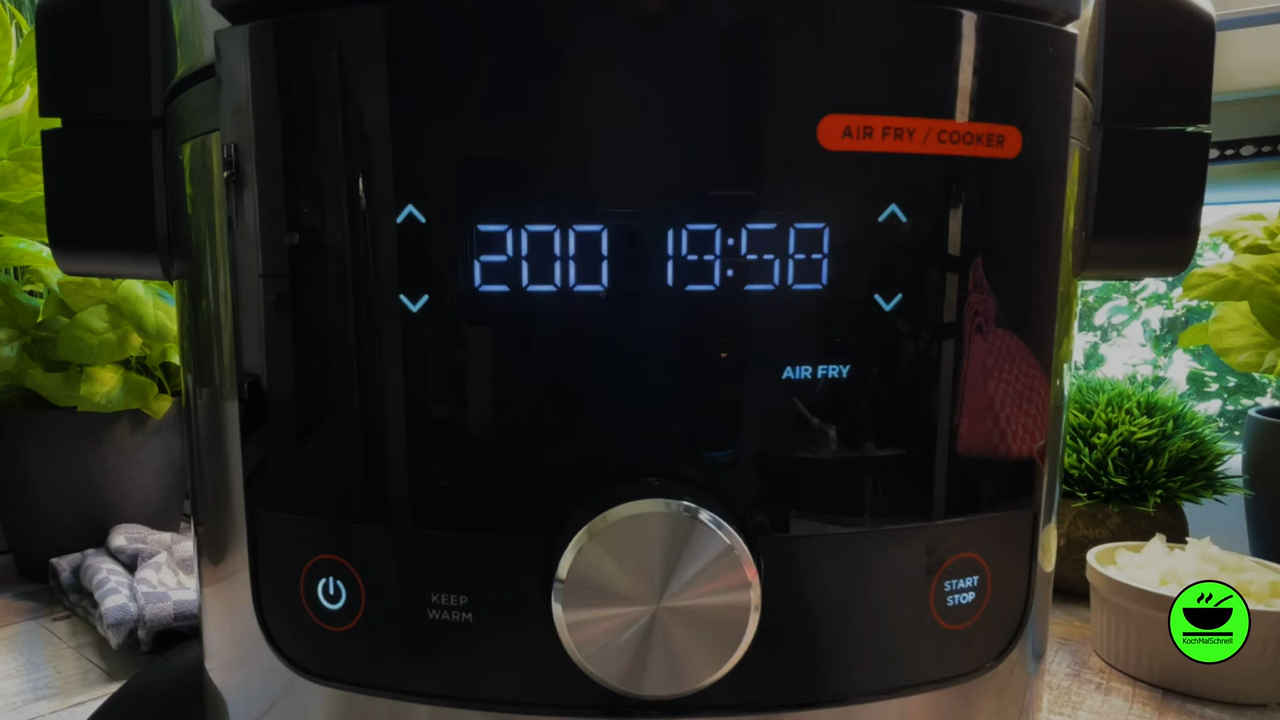 AIR FRY / COOKER
200 19:58
AIR FRY
KEEP
WARM
START
STOP
KochMalSchnell